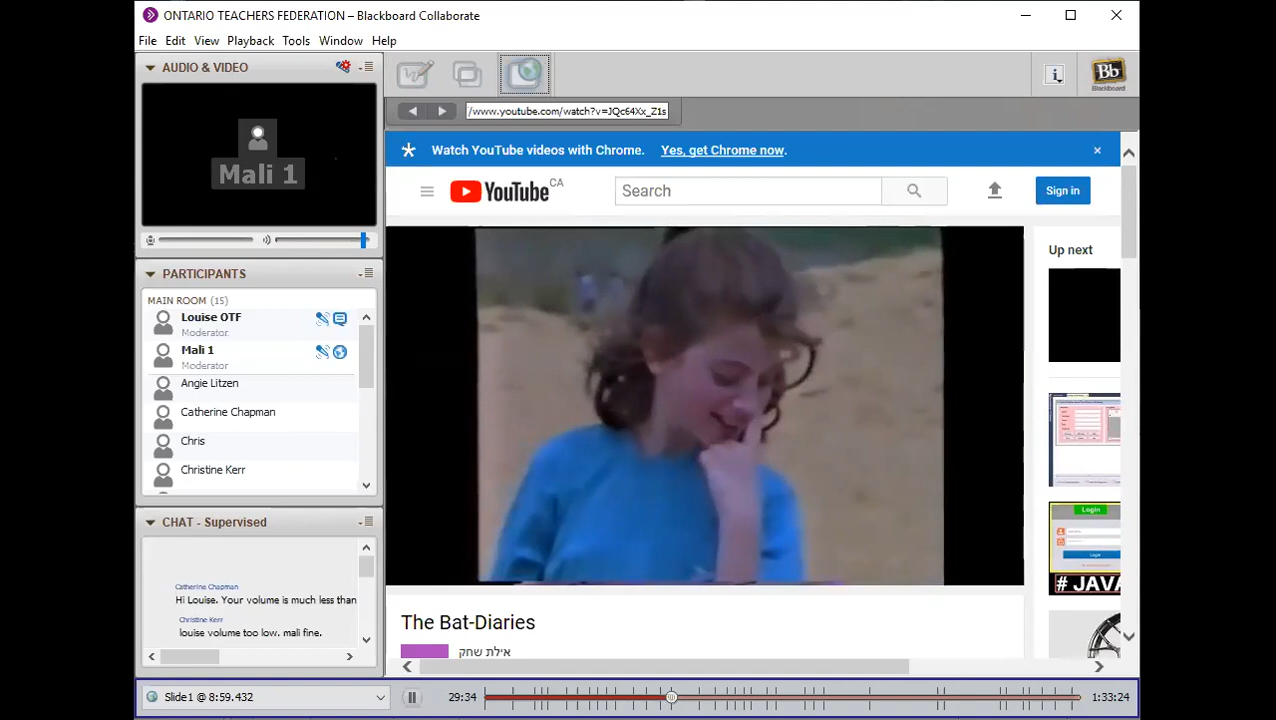 ONTARIO TEACHERS FEDERATION – Blackboard Collaborate
File Edit View Playback Tools Window Help
AUDIO & VIDEO
Mali 1
PARTICIPANTS
MAIN ROOM (15)
Louise OTF
Moderator
Mali 1
Moderator
Angie Litzen
Catherine Chapman
Chris
Christine Kerr
CHAT - Supervised
Catherine Chapman
Hi Louise. Your volume is much less than
Christine Kerr
louise volume too low. mali fine.
Bb
Blackboard
/www.youtube.com/watch?v=JQc64Xx_Z1s
Watch YouTube videos with Chrome. Yes, get Chrome now.
YouTube CA
Search
Sign in
Up next
Login
# JAVA
The Bat-Diaries
אילת שחק
Slide1 @ 8:59.432
29:34
1:33:24